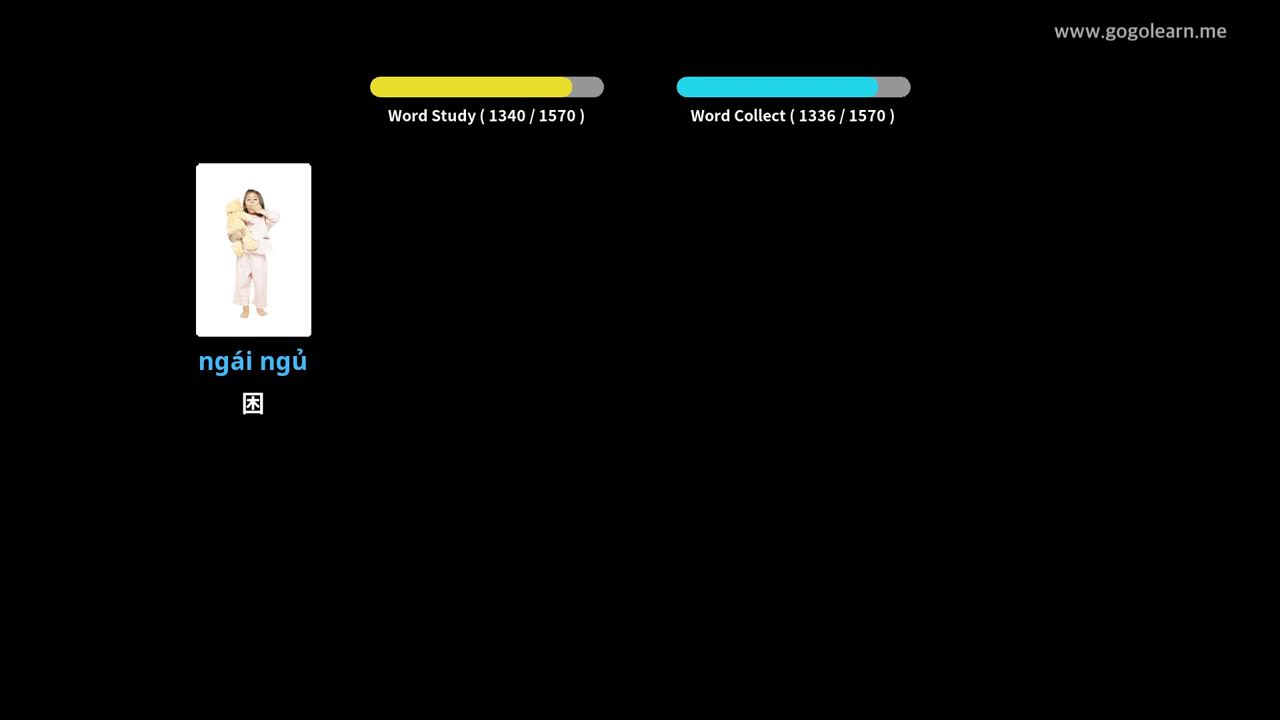 www.gogolearn.me
Word Study ( 1340 / 1570 )
Word Collect ( 1336 / 1570 )
ngái ngủ
困